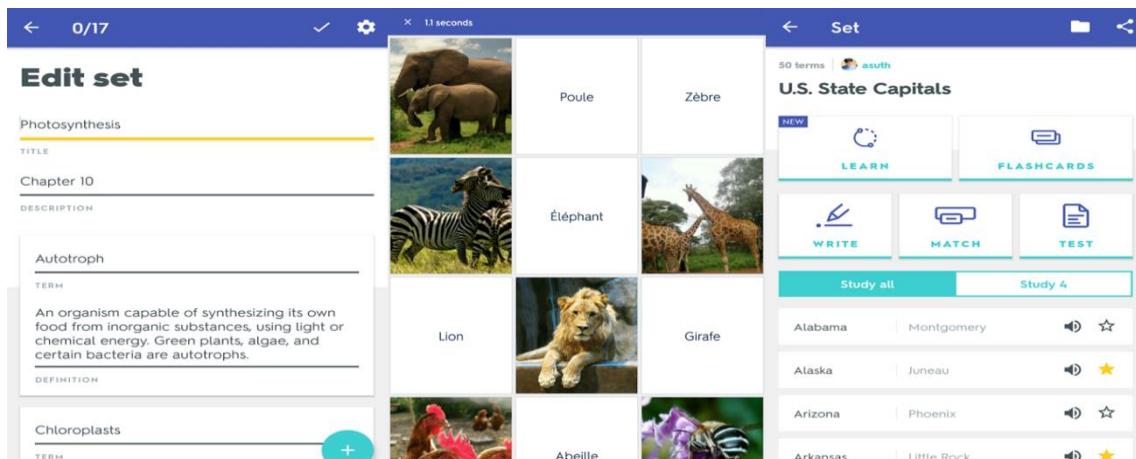 0/17
Edit set
Photosynthesis
TITLE
Chapter 10
DESCRIPTION
Autotroph
TERM
An organism capable of synthesizing its own
food from inorganic substances, using light or
chemical energy. Green plants, algae, and
certain bacteria are autotrophs.
DEFINITION
Chloroplasts
TERM
+
× 1.1 seconds
Poule
Zèbre
Éléphant
Lion
Girafe
Abeille
Set
50 terms asuth
U.S. State Capitals
NEW
LEARN
FLASHCARDS
WRITE
MATCH
TEST
Study all
Study 4
Alabama Montgomery
Alaska Juneau
Arizona Phoenix
Arkansas Little Rock